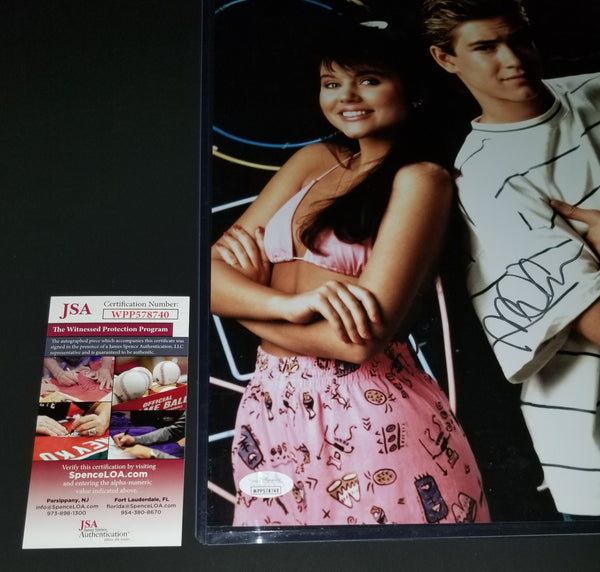 JSA
Certification Number:
WPP578740
The Witnessed Protection Program
The autographed piece which accompanies this certificate was
signed in the presence of a James Spence Authentication, LLC
representative and is guaranteed to be authentic.
OFFICIAL
Verify this certification by visiting
SpenceLOA.com
and entering the alpha-numeric
value indicated above.
Parsippany, NJ
info@SpenceLOA.com
973-898-1300
Fort Lauderdale, FL
florida@SpenceLOA.com
954-380-8670
JSA
Authentication
WPP578740